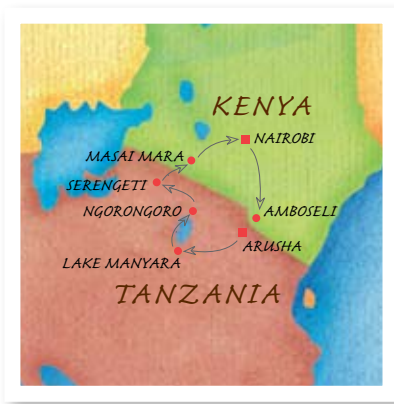 KENYA
NAIROBI
MASAI MARA
SERENGETI
NGORONGORO
AMBOSELI
ARUSHA
LAKE MANYARA
TANZANIA